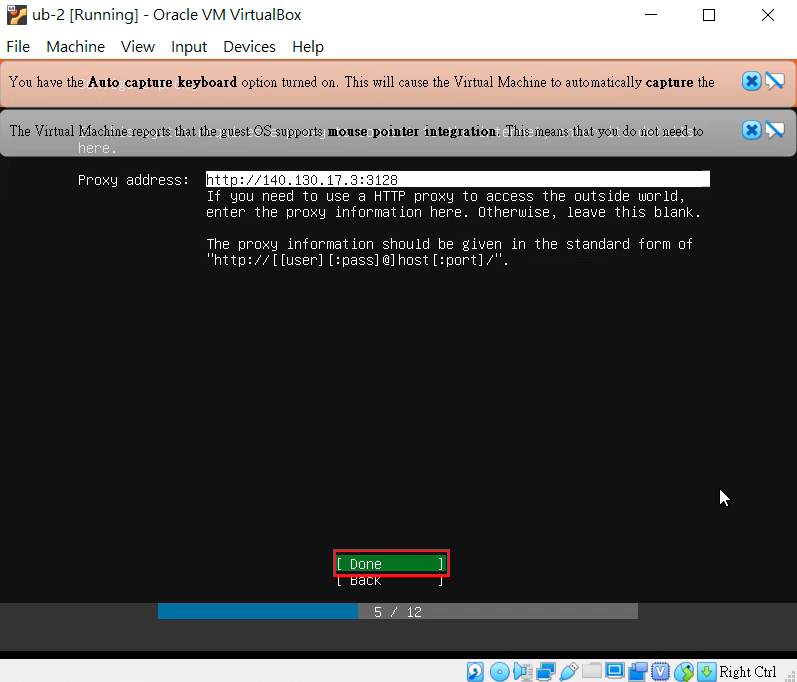 ub-2 [Running] - Oracle VM VirtualBox
File Machine View Input Devices Help
You have the Auto capture keyboard option turned on. This will cause the Virtual Machine to automatically capture the
The Virtual Machine reports that the guest OS supports mouse pointer integration. This means that you do not need to
here.
Proxy address: http://140.130.17.3:3128
If you need to use a HTTP proxy to access the outside world,
enter the proxy information here. Otherwise, leave this blank.
The proxy information should be given in the standard form of
"http://[[user][:pass]@]host[:port]/".
[ Done ]
[ Back ]
5 / 12
Right Ctrl